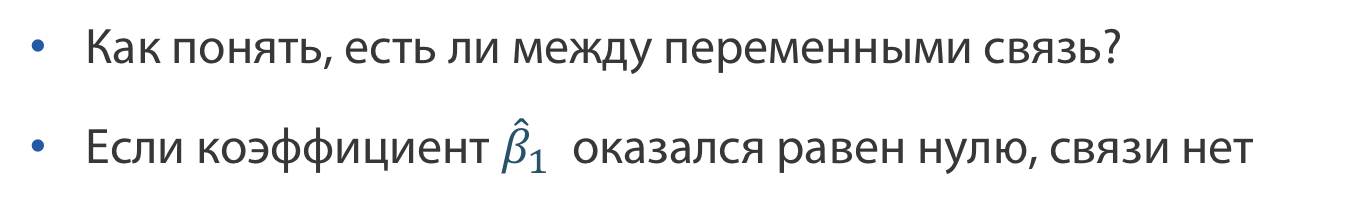 • Как понять, есть ли между переменными связь?
• Если коэффициент β̂₁ оказался равен нулю, связи нет